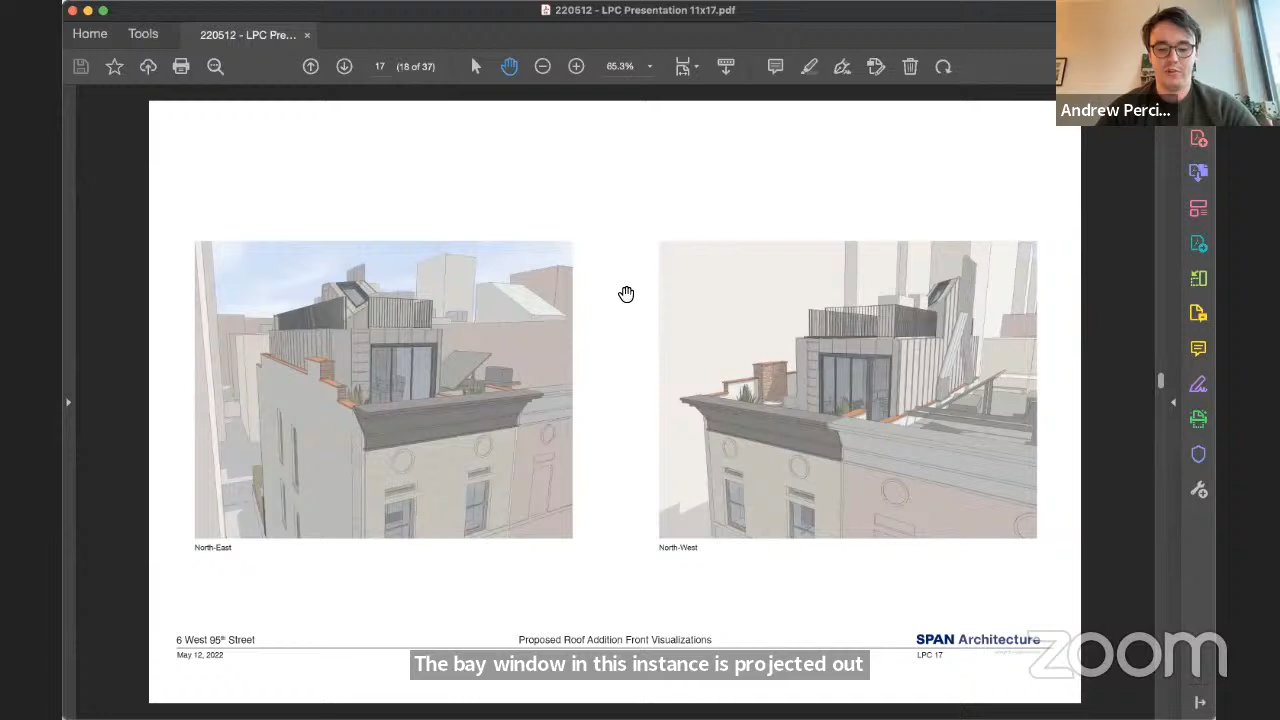 220512 - LPC Presentation 11x17.pdf
Home Tools 220512 - LPC Pre... ×
17 (18 of 37) 65.3%
Andrew Perci...
North-East North-West
6 West 95th Street Proposed Roof Addition Front Visualizations SPAN Architecture
May 12, 2022 LPC 17
The bay window in this instance is projected out
zoom